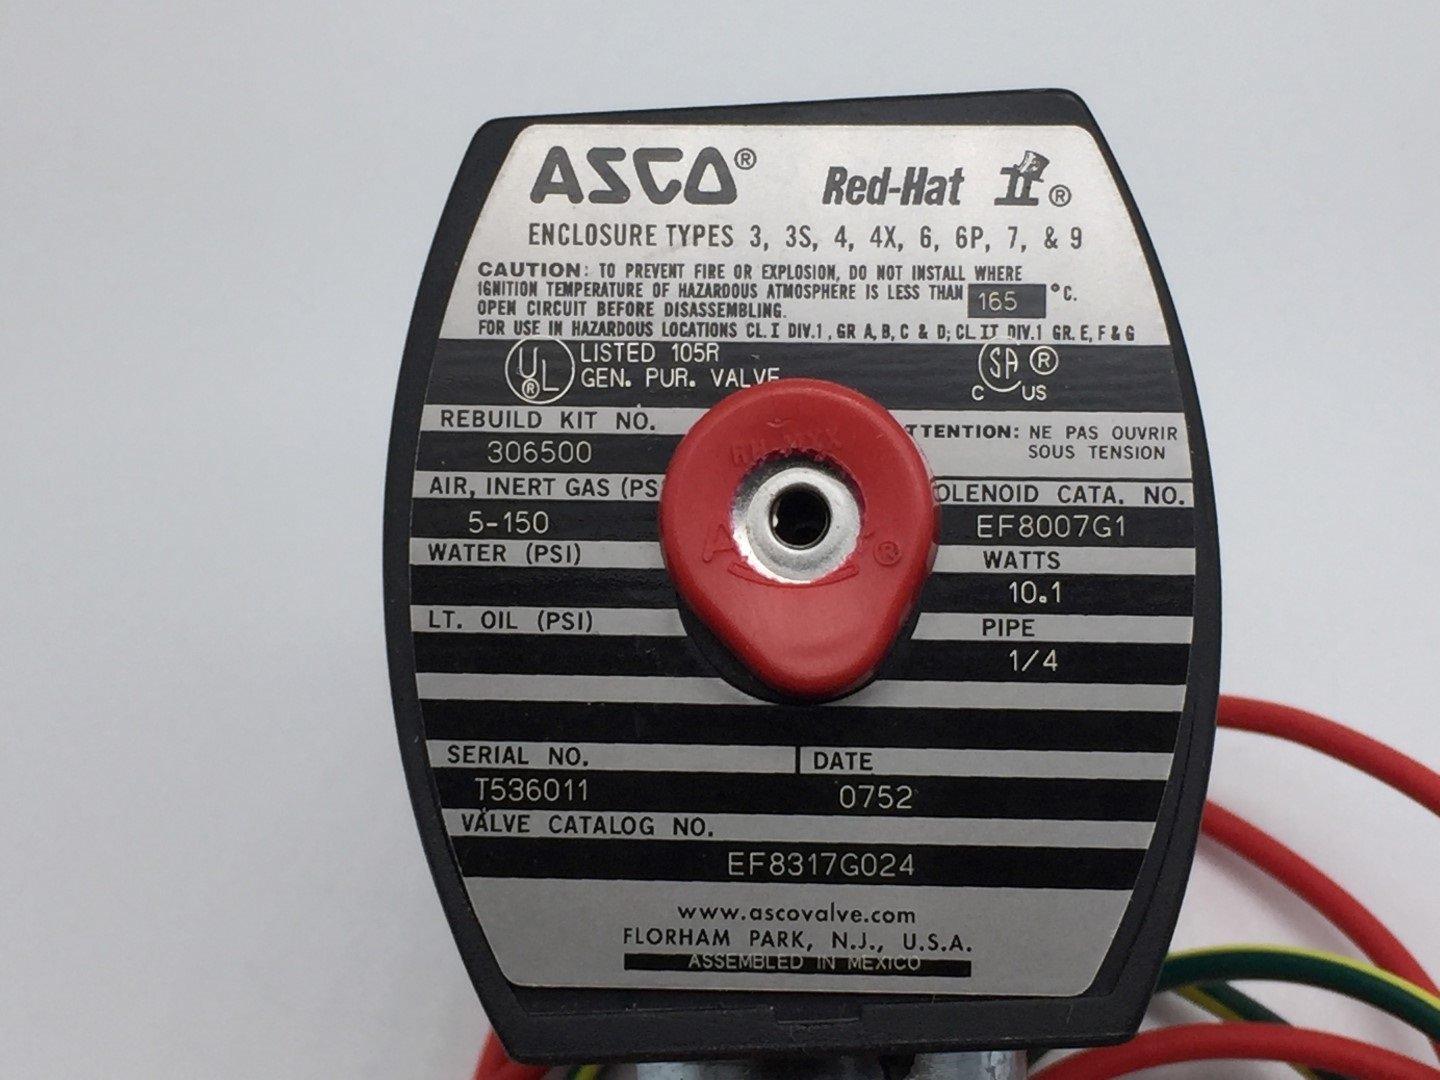 ASCO® Red-Hat II®
ENCLOSURE TYPES 3, 3S, 4, 4X, 6, 6P, 7, & 9
CAUTION: TO PREVENT FIRE OR EXPLOSION, DO NOT INSTALL WHERE
IGNITION TEMPERATURE OF HAZARDOUS ATMOSPHERE IS LESS THAN 165 °C.
OPEN CIRCUIT BEFORE DISASSEMBLING.
FOR USE IN HAZARDOUS LOCATIONS CL. I DIV.1, GR A, B, C & D; CL. II DIV.1 GR. E, F & G
UL® LISTED 105R
GEN. PUR. VALVE
C SA® US
REBUILD KIT NO.
306500
TTENTION: NE PAS OUVRIR
SOUS TENSION
AIR, INERT GAS (PS
OLENOID CATA. NO.
5-150
EF8007G1
WATER (PSI)
WATTS
10.1
LT. OIL (PSI)
PIPE
1/4
SERIAL NO.
DATE
T536011
0752
VALVE CATALOG NO.
EF8317G024
www.ascovalve.com
FLORHAM PARK, N.J., U.S.A.
ASSEMBLED IN MEXICO